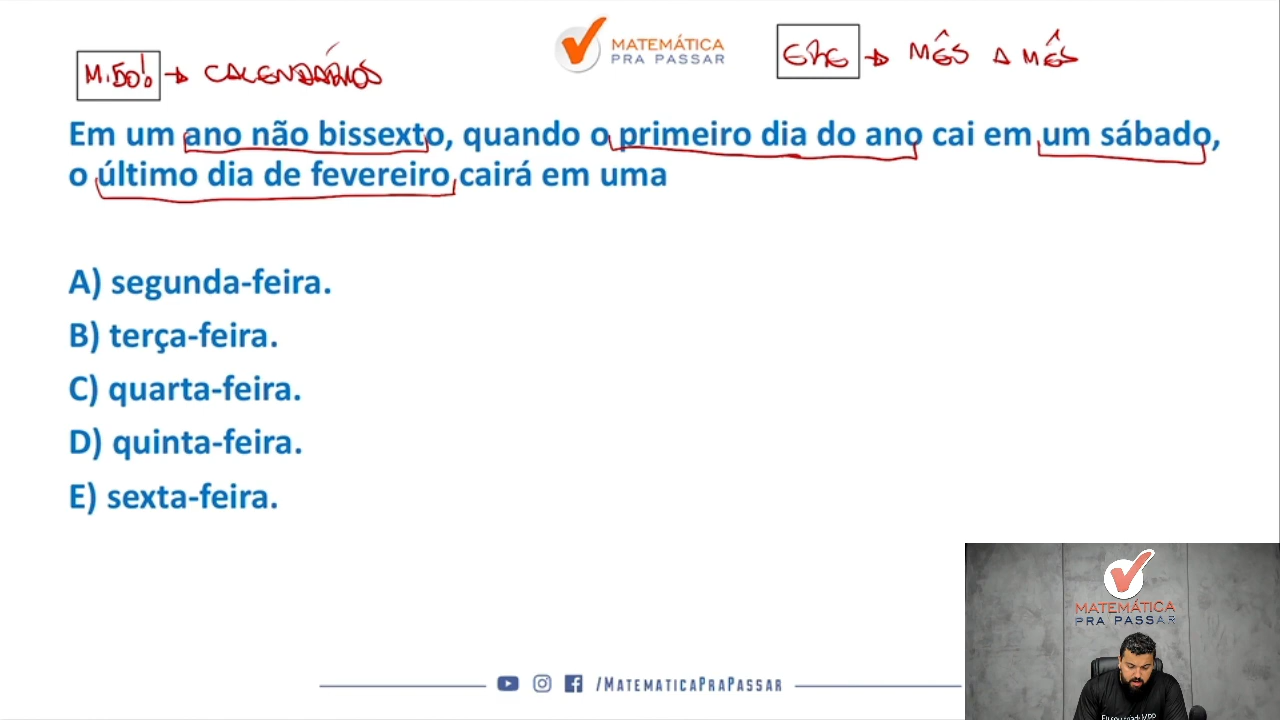 M.50! → CALENDÁRIOS
MATEMÁTICA
PRA PASSAR
→ MÊS A MÊS
Em um ano não bissexto, quando o primeiro dia do ano cai em um sábado,
o último dia de fevereiro cairá em uma
A) segunda-feira.
B) terça-feira.
C) quarta-feira.
D) quinta-feira.
E) sexta-feira.
MATEMÁTICA
PRA PASSAR
/MATEMATICAPRAPASSAR